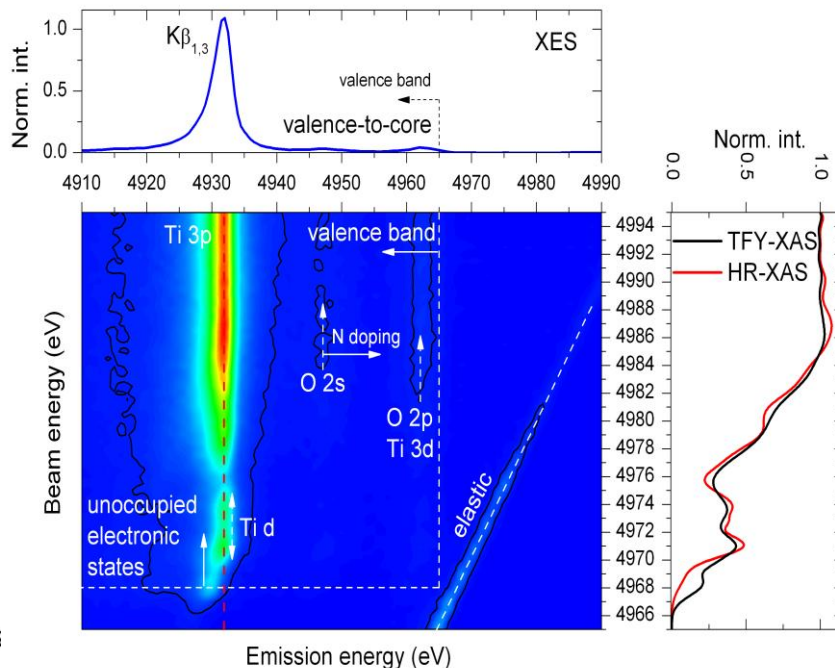 Norm. int.
1.0
0.5
0.0
Kβ1,3
XES
valence band
valence-to-core
4910 4920 4930 4940 4950 4960 4970 4980 4990
Norm. int.
0.0
0.5
1.0
Beam energy (eV)
Ti 3p
valence band
N doping
O 2s
O 2p
Ti 3d
unoccupied
electronic
states
Ti d
elastic
4994
4992
4990
4988
4986
4984
4982
4980
4978
4976
4974
4972
4970
4968
4966
TFY-XAS
HR-XAS
Emission energy (eV)